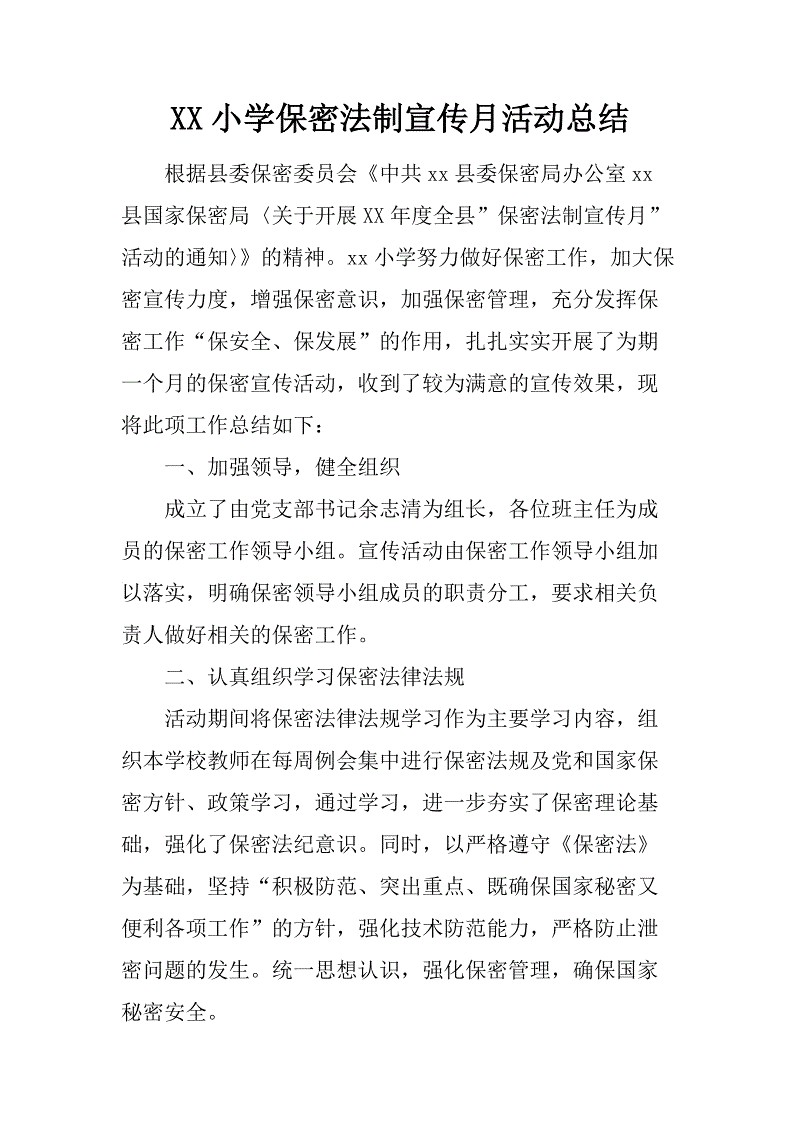 XX 小学保密法制宣传月活动总结
根据县委保密委员会《中共 xx 县委保密局办公室 xx
县国家保密局〈关于开展 XX 年度全县”保密法制宣传月”
活动的通知〉》的精神。xx 小学努力做好保密工作，加大保
密宣传力度，增强保密意识，加强保密管理，充分发挥保
密工作“保安全、保发展”的作用，扎扎实实开展了为期
一个月的保密宣传活动，收到了较为满意的宣传效果，现
将此项工作总结如下：
一、加强领导，健全组织
成立了由党支部书记余志清为组长，各位班主任为成
员的保密工作领导小组。宣传活动由保密工作领导小组加
以落实，明确保密领导小组成员的职责分工，要求相关负
责人做好相关的保密工作。
二、认真组织学习保密法律法规
活动期间将保密法律法规学习作为主要学习内容，组
织本学校教师在每周例会集中进行保密法规及党和国家保
密方针、政策学习，通过学习，进一步夯实了保密理论基
础，强化了保密法纪意识。同时，以严格遵守《保密法》
为基础，坚持“积极防范、突出重点、既确保国家秘密又
便利各项工作”的方针，强化技术防范能力，严格防止泄
密问题的发生。统一思想认识，强化保密管理，确保国家
秘密安全。